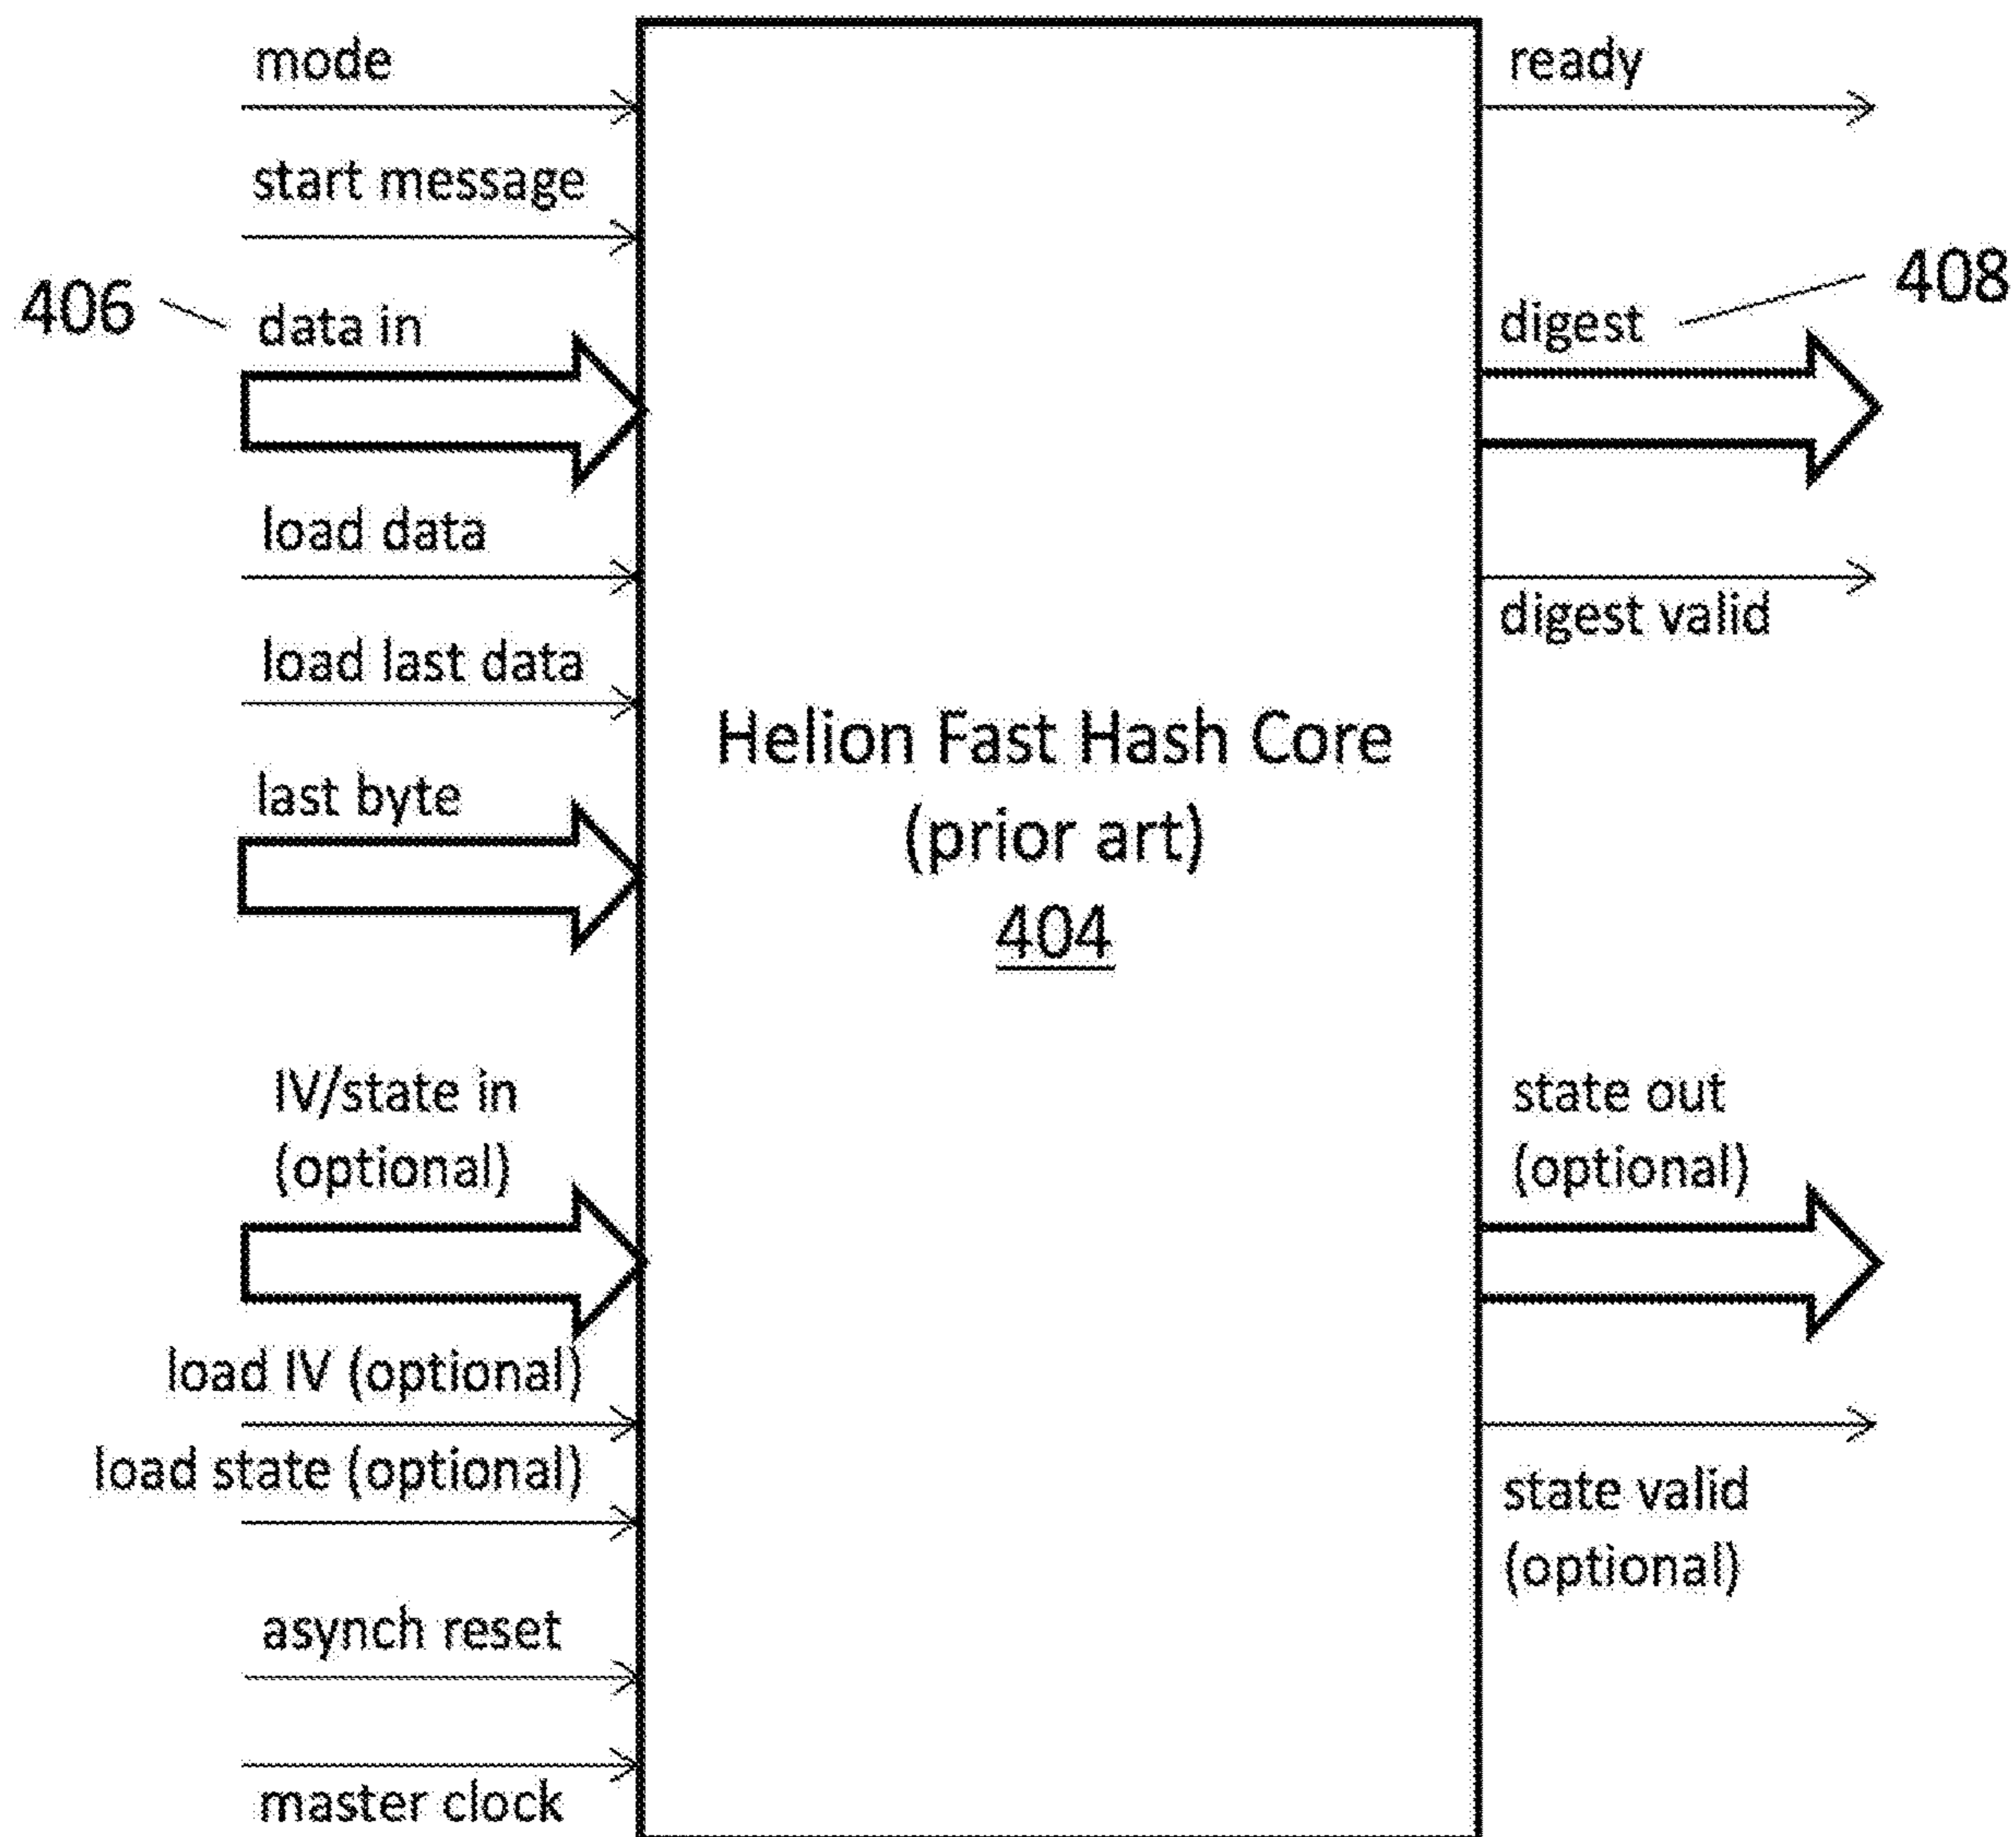 mode
start message
406
data in
load data
load last data
last byte
IV/state in
(optional)
load IV (optional)
load state (optional)
asynch reset
master clock
Helion Fast Hash Core
(prior art)
404
ready
408
digest
digest valid
state out
(optional)
state valid
(optional)